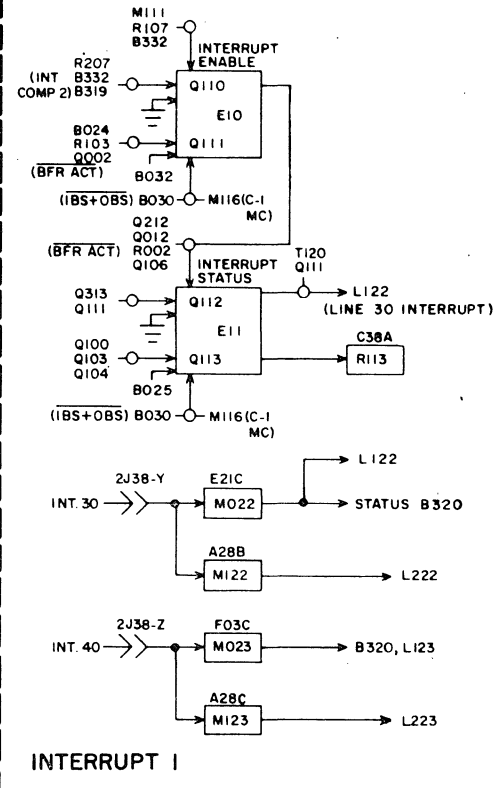 M111
R107
B332
INTERRUPT
ENABLE
R207
(INT B332
COMP 2) B319
Q110
E10
B024
R103
Q002
Q111
(BFR ACT)
B032
(IBS+OBS) B030
M116(C-1
MC)
Q212
Q012
(BFR ACT) R002
Q106
INTERRUPT
STATUS
T120
Q111
Q313
Q111
Q112
L122
(LINE 30 INTERRUPT)
E11
C38A
Q100
Q103
Q104
Q113
R113
B025
(IBS+OBS) B030
M116(C-1
MC)
L122
2J38-Y
E21C
INT. 30
M022
STATUS B320
A28B
M122
L222
2J38-Z
F03C
INT. 40
M023
B320, L123
A28C
M123
L223
INTERRUPT I